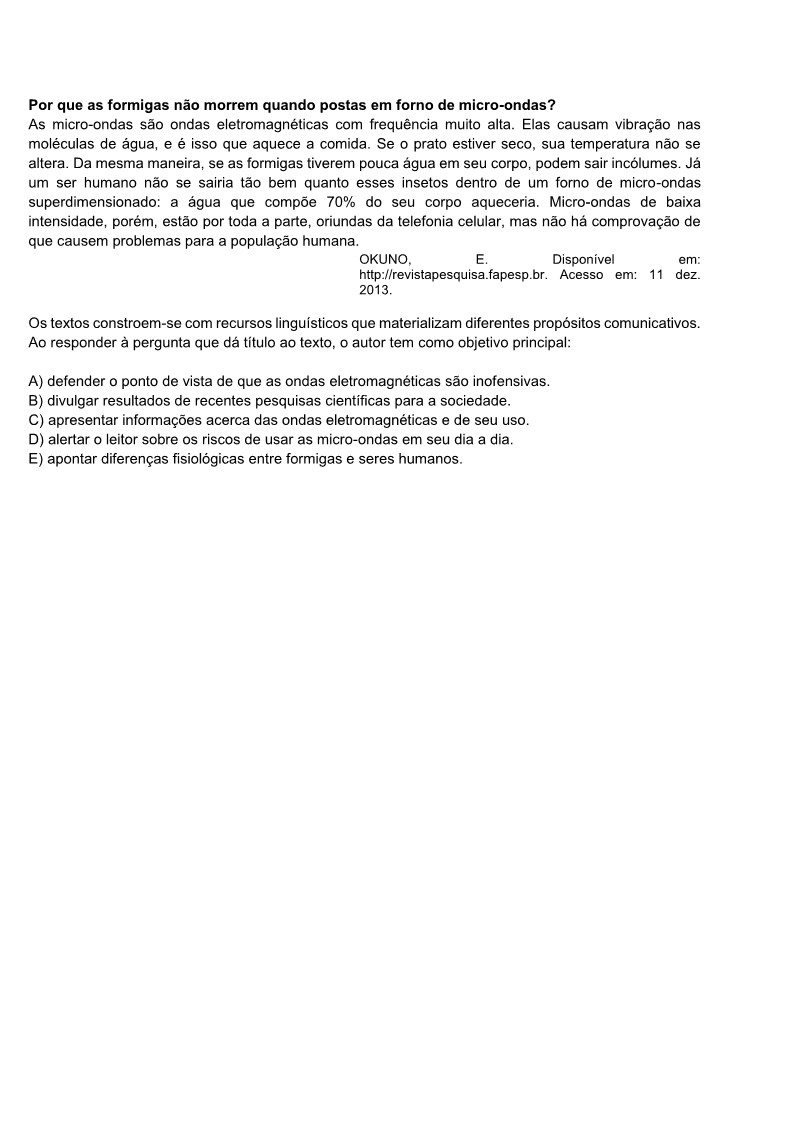 Por que as formigas não morrem quando postas em forno de micro-ondas?
As micro-ondas são ondas eletromagnéticas com frequência muito alta. Elas causam vibração nas
moléculas de água, e é isso que aquece a comida. Se o prato estiver seco, sua temperatura não se
altera. Da mesma maneira, se as formigas tiverem pouca água em seu corpo, podem sair incólumes. Já
um ser humano não se sairia tão bem quanto esses insetos dentro de um forno de micro-ondas
superdimensionado: a água que compõe 70% do seu corpo aqueceria. Micro-ondas de baixa
intensidade, porém, estão por toda a parte, oriundas da telefonia celular, mas não há comprovação de
que causem problemas para a população humana.
OKUNO, E. Disponível em:
http://revistapesquisa.fapesp.br. Acesso em: 11 dez.
2013.
Os textos constroem-se com recursos linguísticos que materializam diferentes propósitos comunicativos.
Ao responder à pergunta que dá título ao texto, o autor tem como objetivo principal:
A) defender o ponto de vista de que as ondas eletromagnéticas são inofensivas.
B) divulgar resultados de recentes pesquisas científicas para a sociedade.
C) apresentar informações acerca das ondas eletromagnéticas e de seu uso.
D) alertar o leitor sobre os riscos de usar as micro-ondas em seu dia a dia.
E) apontar diferenças fisiológicas entre formigas e seres humanos.